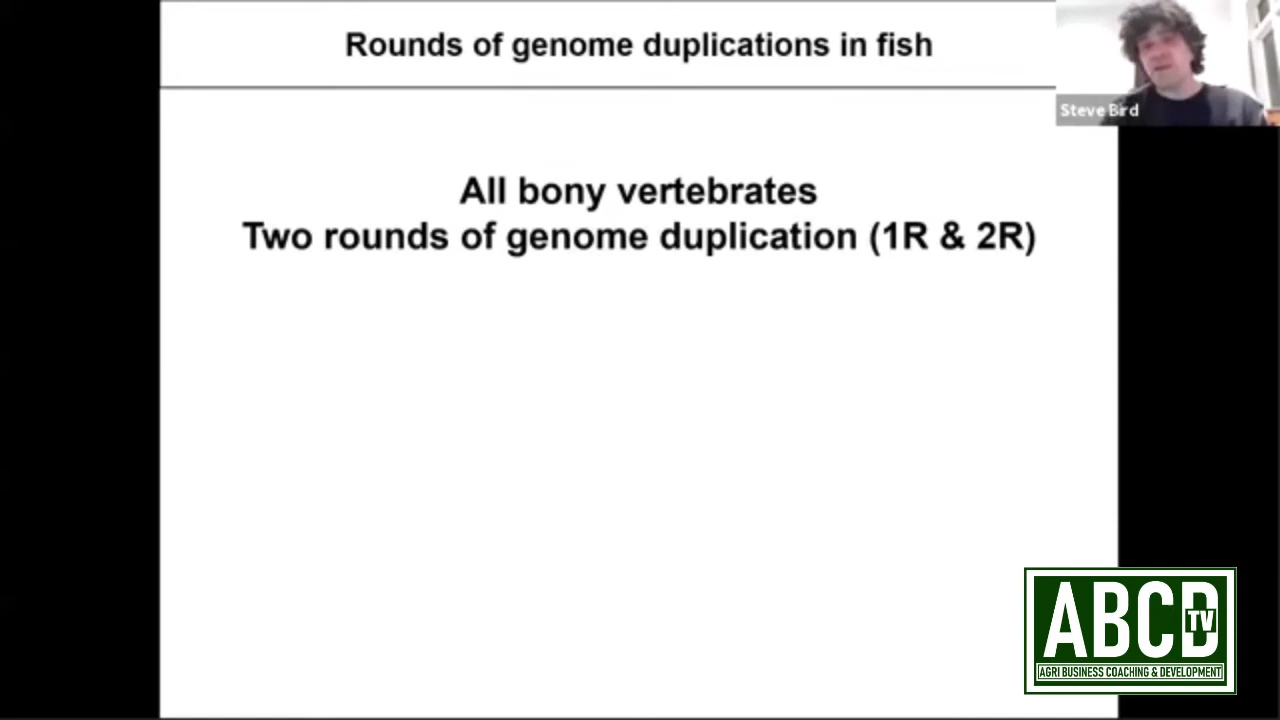 Rounds of genome duplications in fish
Steve Bird
All bony vertebrates
Two rounds of genome duplication (1R & 2R)
ABCD TV
AGRI BUSINESS COACHING & DEVELOPMENT